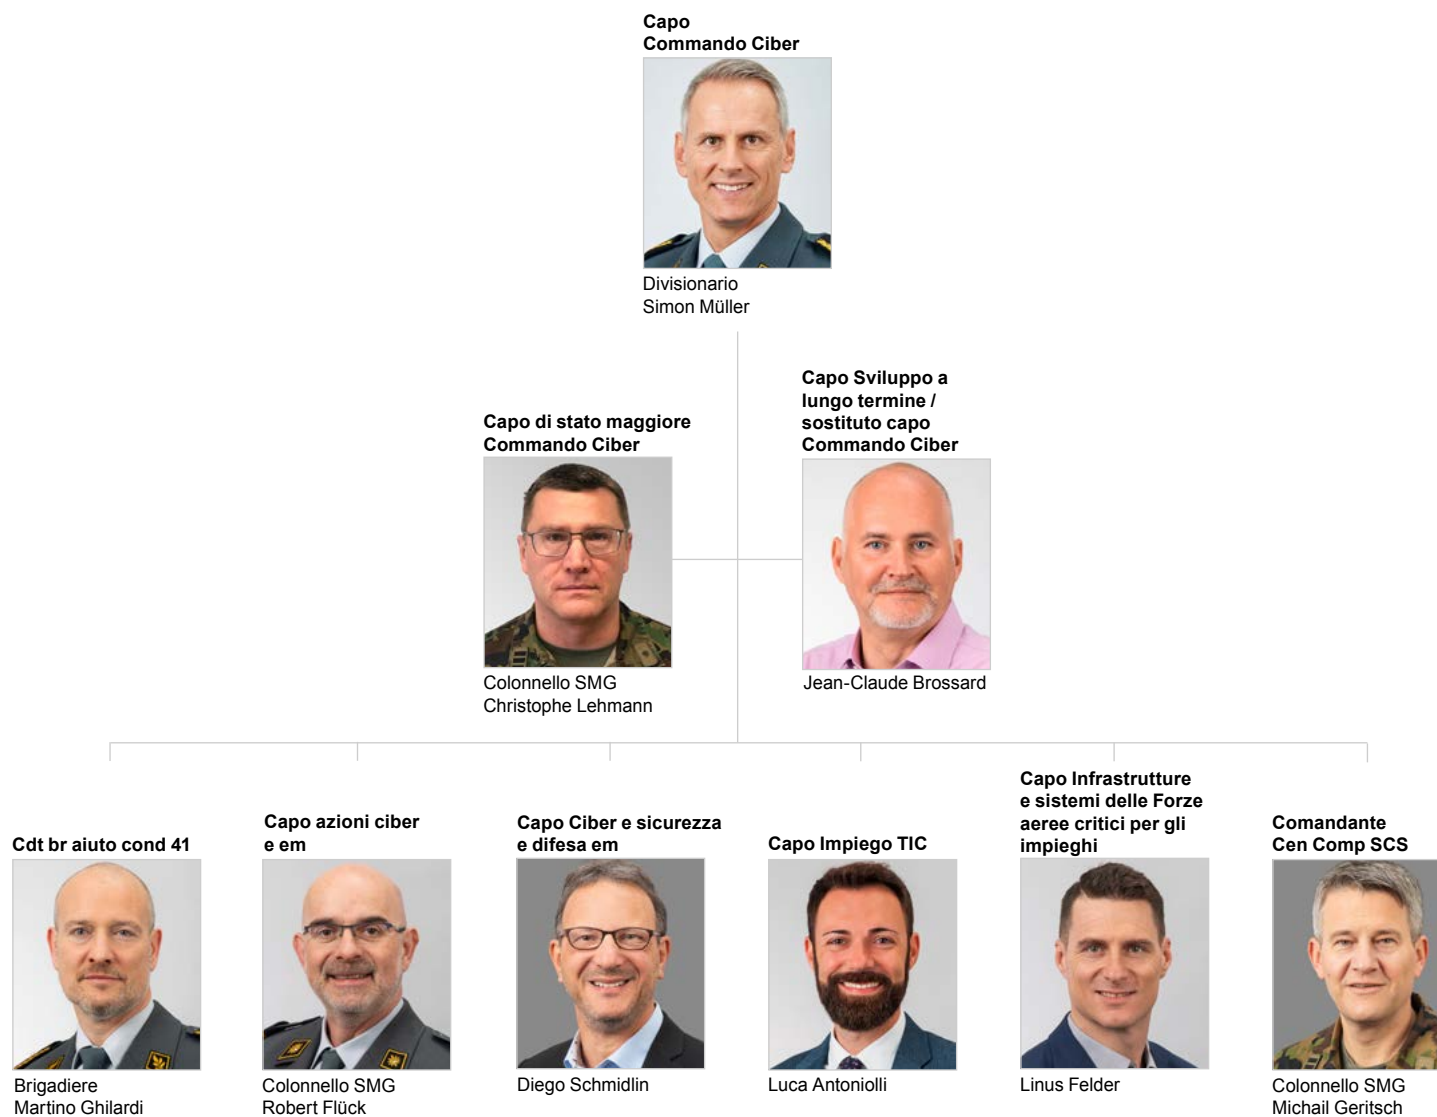 Capo
Commando Ciber
Divisionario
Simon Müller
Capo di stato maggiore
Commando Ciber
Colonnello SMG
Christophe Lehmann
Capo Sviluppo a
lungo termine /
sostituto capo
Commando Ciber
Jean-Claude Brossard
Cdt br aiuto cond 41
Brigadiere
Martino Ghilardi
Capo azioni ciber
e em
Colonnello SMG
Robert Flück
Capo Ciber e sicurezza
e difesa em
Diego Schmidlin
Capo Impiego TIC
Luca Antoniolli
Capo Infrastrutture
e sistemi delle Forze
aeree critici per gli
impieghi
Linus Felder
Comandante
Cen Comp SCS
Colonnello SMG
Michail Geritsch